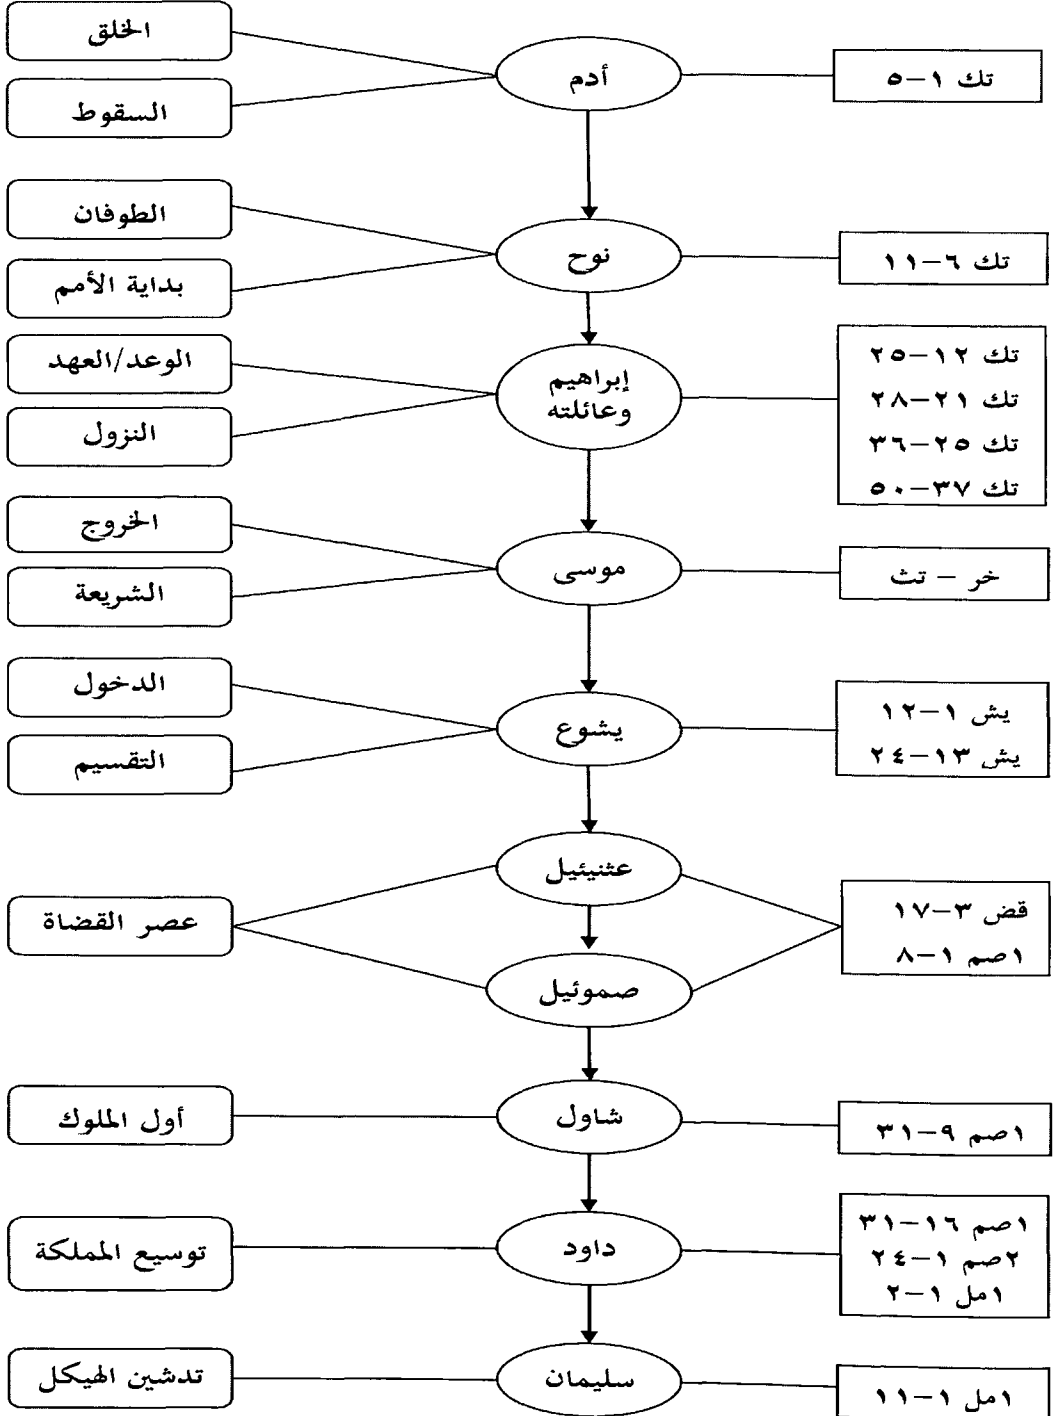 تك ١-٥
أدم
الخلق
السقوط
تك ٦-١١
نوح
الطوفان
بداية الأمم
تك ١٢-٢٥
تك ٢١-٢٨
تك ٢٥-٣٦
تك ٣٧-٥٠
إبراهيم
وعائلته
الوعد/العهد
النزول
خر - تث
موسى
الخروج
الشريعة
يش ١-١٢
يش ١٣-٢٤
يشوع
الدخول
التقسيم
قض ٣-١٧
١صم ١-٨
عثنيئيل
صموئيل
عصر القضاة
١صم ٩-٣١
شاول
أول الملوك
١صم ١٦-٣١
٢صم ١-٢٤
١مل ١-٢
داود
توسيع المملكة
١مل ١-١١
سليمان
تدشين الهيكل